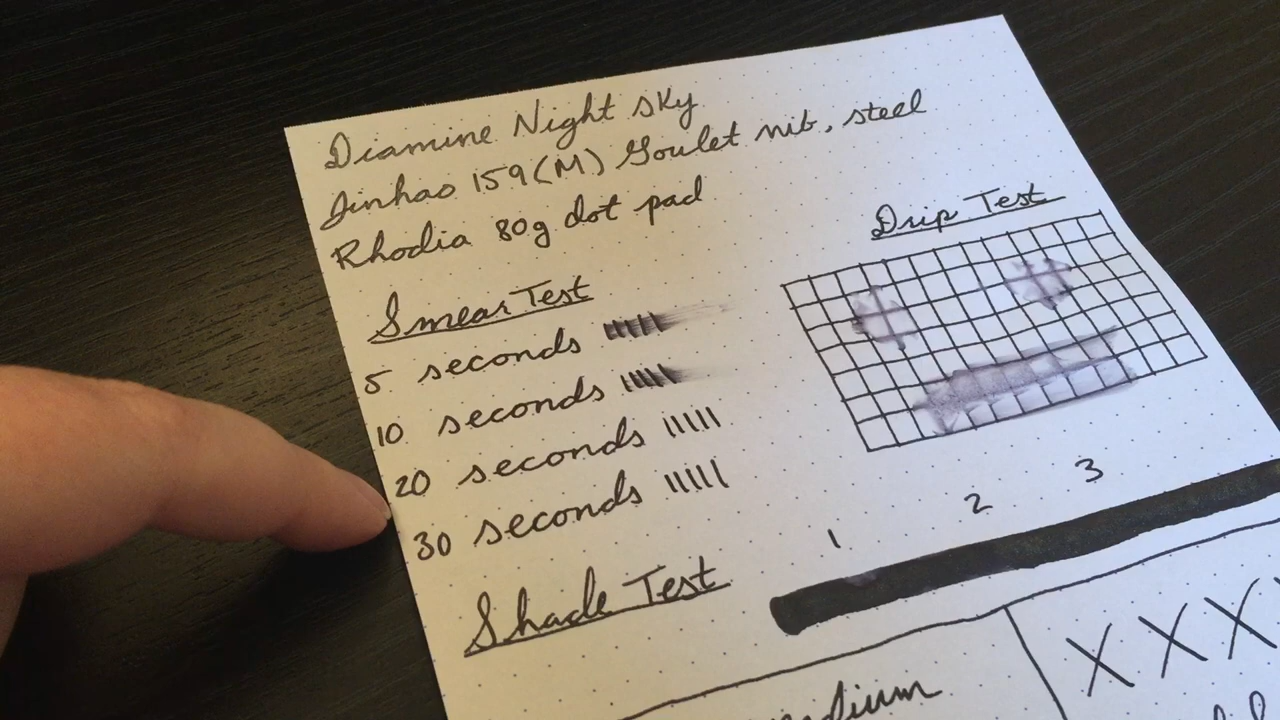 Diamine Night sky
Jinhao 159 (M) Goulet nib, steel
Rhodia 80g dot pad
Smear Test
5 seconds
10 seconds
20 seconds
30 seconds
Drip Test
1 2 3
Shade Test
X X X